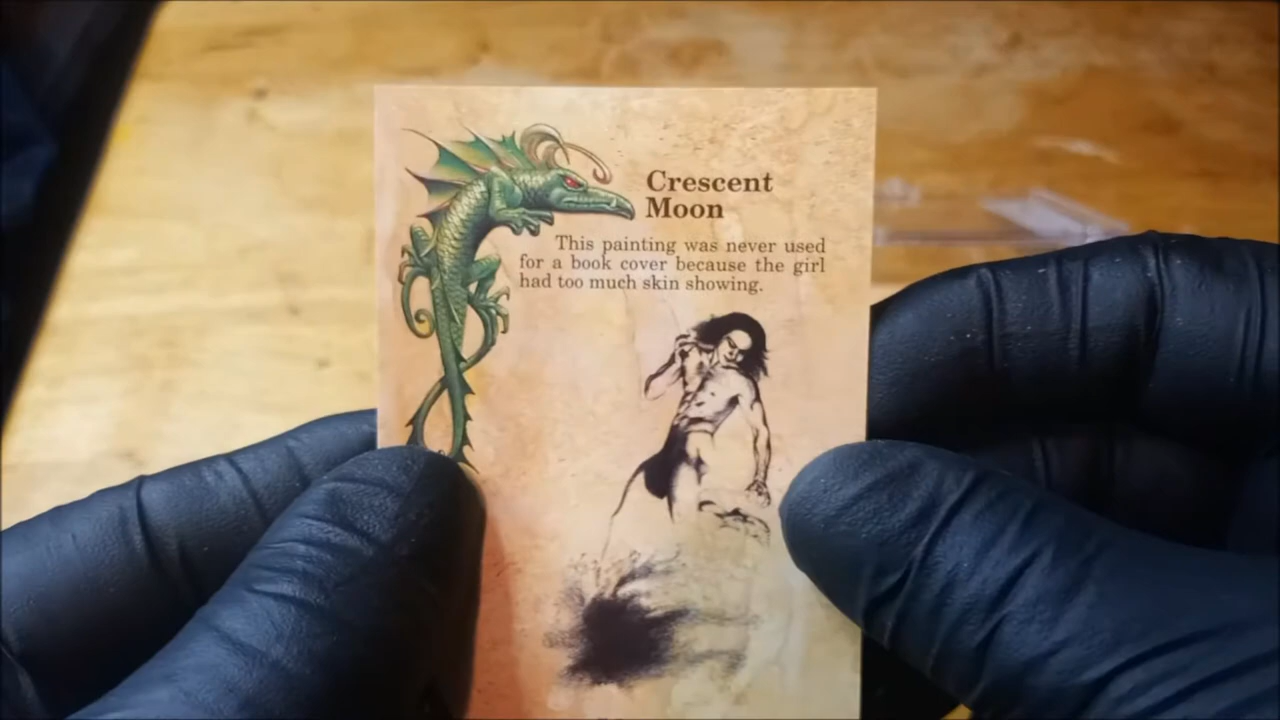 Crescent
Moon
This painting was never used
for a book cover because the girl
had too much skin showing.